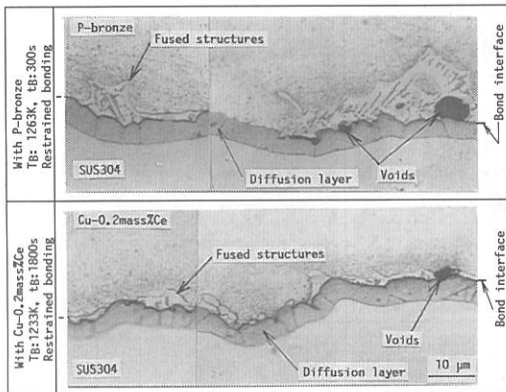 With P-bronze
TB: 1263K, tB:300s
Restrained bonding
P-bronze
Fused structures
SUS304
Diffusion layer
Voids
Bond interface
With Cu-0.2mass%Ce
TB:1233K, tB:1800s
Restrained bonding
Cu-0.2mass%Ce
Fused structures
SUS304
Diffusion layer
Voids
10 μm
Bond interface